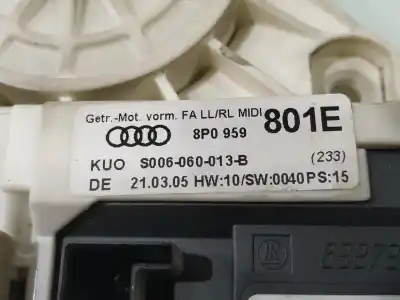 Getr.-Mot. vorm. FA LL/RL MIDI
8P0 959 801E
KUO S006-060-013-B (233)
DE 21.03.05 HW:10/SW:0040 PS:15